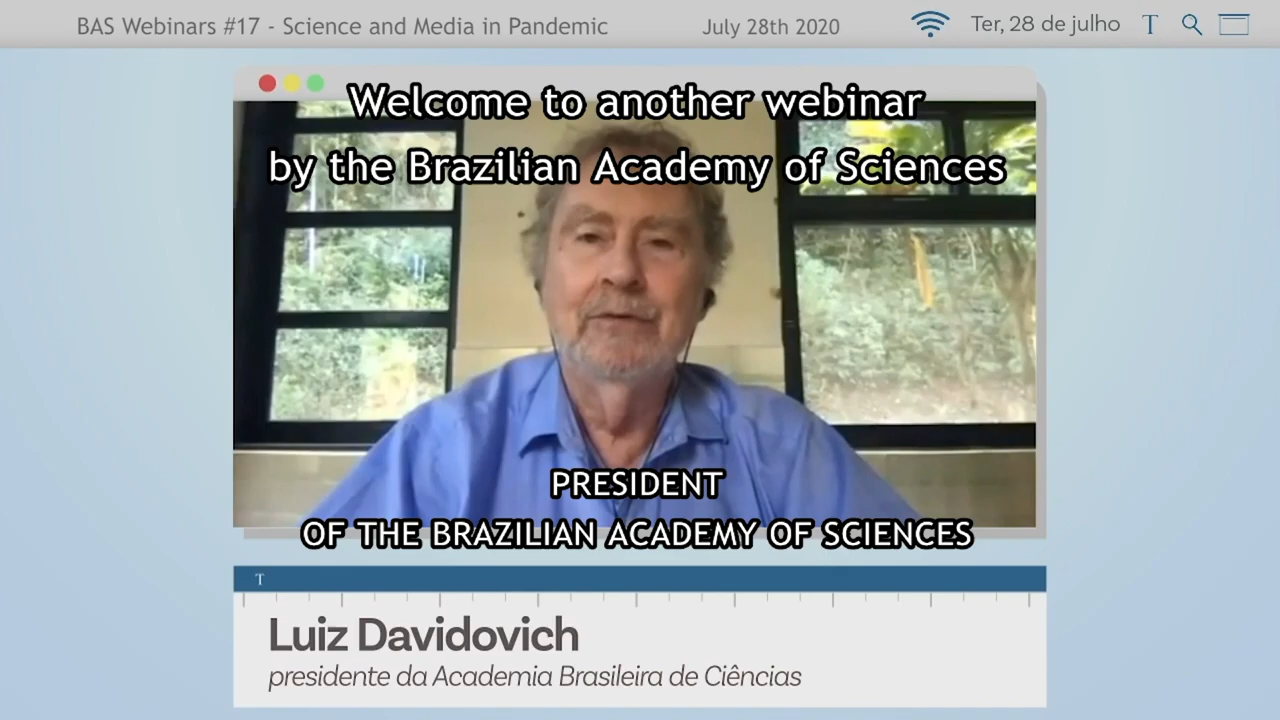 BAS Webinars #17 - Science and Media in Pandemic
July 28th 2020
Ter, 28 de julho
T
Welcome to another webinar
by the Brazilian Academy of Sciences
PRESIDENT
OF THE BRAZILIAN ACADEMY OF SCIENCES
T
Luiz Davidovich
presidente da Academia Brasileira de Ciências